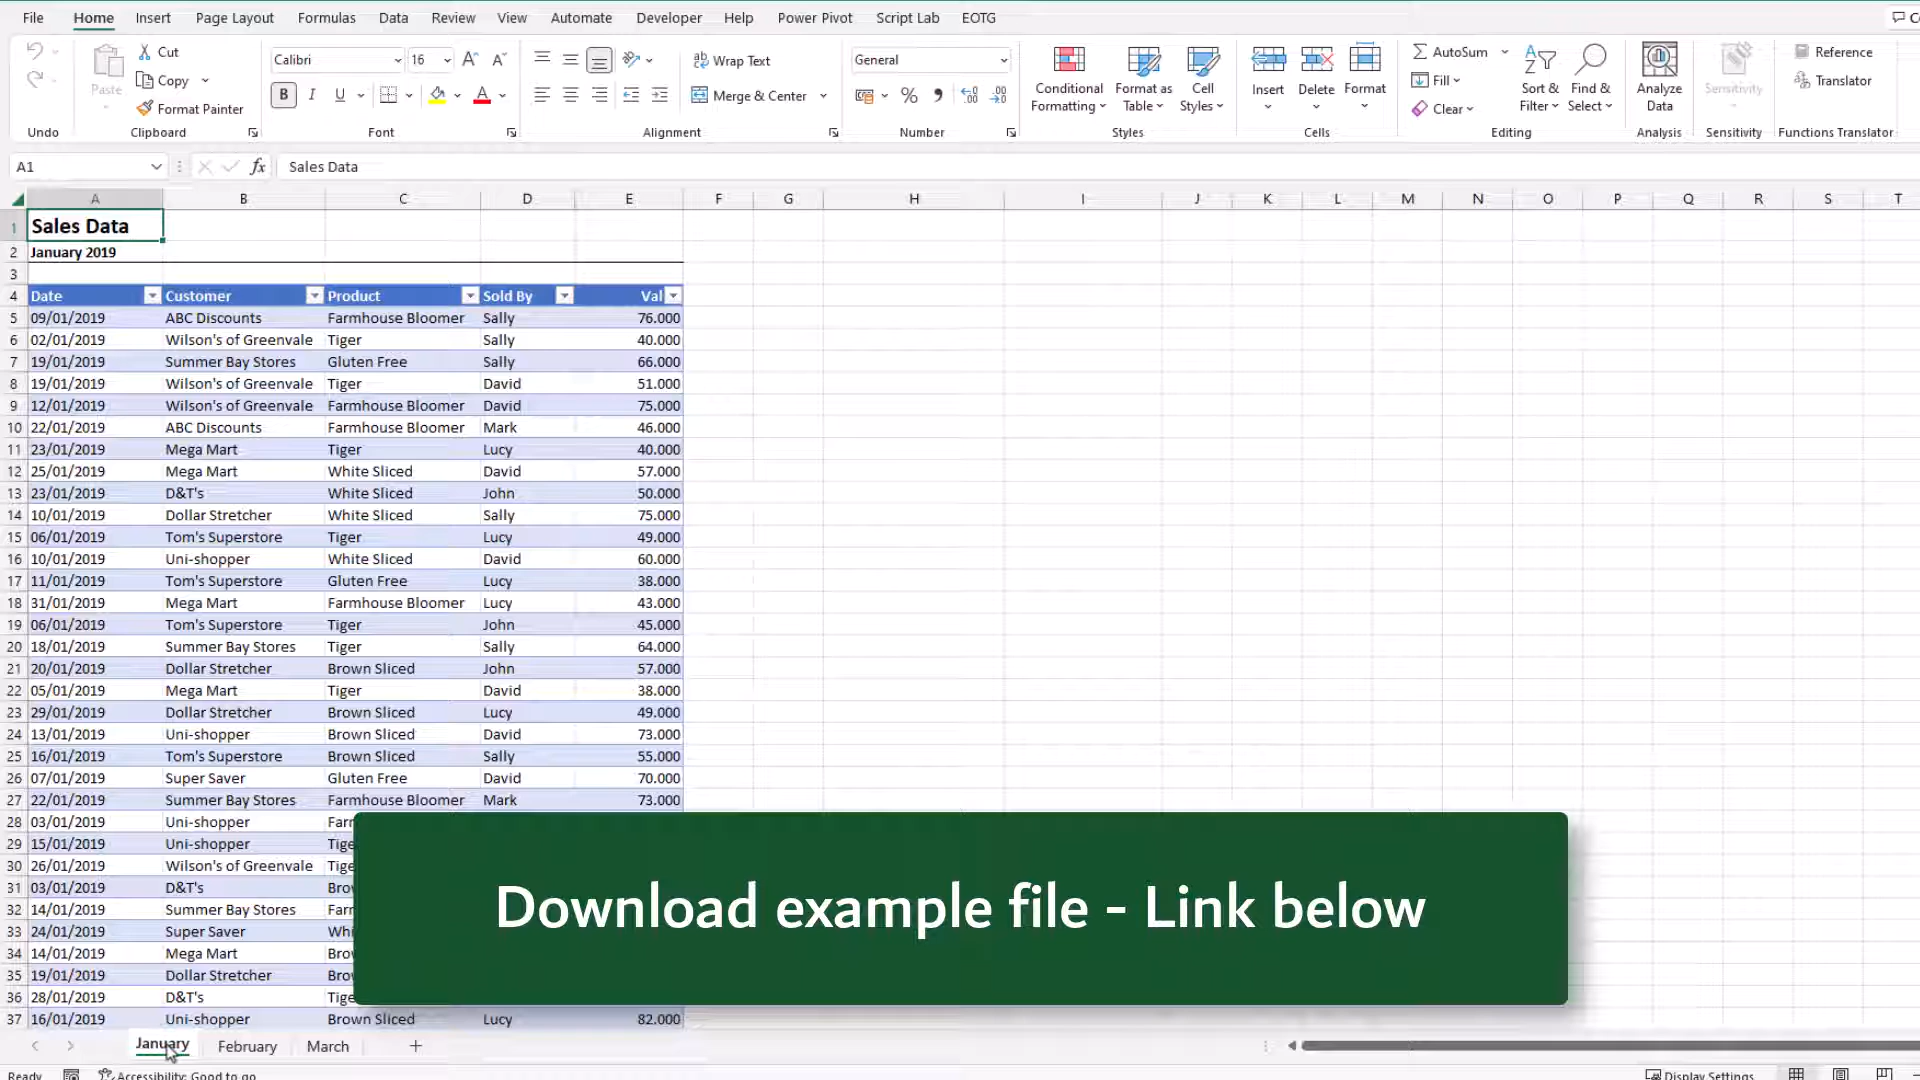 File Home Insert Page Layout Formulas Data Review View Automate Developer Help Power Pivot Script Lab EOTG
Cut
Copy
Format Painter
Paste
Calibri 16
B I U
Wrap Text
Merge & Center
General
Conditional Formatting
Format as Table
Cell Styles
Insert Delete Format
AutoSum
Fill
Clear
Sort & Filter
Find & Select
Analyze Data
Sensitivity
Reference
Translator
Undo Clipboard Font Alignment Number Styles Cells Editing Analysis Sensitivity Functions Translator
A1 fx Sales Data
A B C D E F G H I J K L M N O P Q R S T
1 Sales Data
2 January 2019
3
4 Date Customer Product Sold By Val
5 09/01/2019 ABC Discounts Farmhouse Bloomer Sally 76.000
6 02/01/2019 Wilson's of Greenvale Tiger Sally 40.000
7 19/01/2019 Summer Bay Stores Gluten Free Sally 66.000
8 19/01/2019 Wilson's of Greenvale Tiger David 51.000
9 12/01/2019 Wilson's of Greenvale Farmhouse Bloomer David 75.000
10 22/01/2019 ABC Discounts Farmhouse Bloomer Mark 46.000
11 23/01/2019 Mega Mart Tiger Lucy 40.000
12 25/01/2019 Mega Mart White Sliced David 57.000
13 23/01/2019 D&T's White Sliced John 50.000
14 10/01/2019 Dollar Stretcher White Sliced Sally 75.000
15 06/01/2019 Tom's Superstore Tiger Lucy 49.000
16 10/01/2019 Uni-shopper White Sliced David 60.000
17 11/01/2019 Tom's Superstore Gluten Free Lucy 38.000
18 31/01/2019 Mega Mart Farmhouse Bloomer Lucy 43.000
19 06/01/2019 Tom's Superstore Tiger John 45.000
20 18/01/2019 Summer Bay Stores Tiger Sally 64.000
21 20/01/2019 Dollar Stretcher Brown Sliced John 57.000
22 05/01/2019 Mega Mart Tiger David 38.000
23 29/01/2019 Dollar Stretcher Brown Sliced Lucy 49.000
24 13/01/2019 Uni-shopper Brown Sliced David 73.000
25 16/01/2019 Tom's Superstore Brown Sliced Sally 55.000
26 07/01/2019 Super Saver Gluten Free David 70.000
27 22/01/2019 Summer Bay Stores Farmhouse Bloomer Mark 73.000
28 03/01/2019 Uni-shopper
29 15/01/2019 Uni-shopper
30 26/01/2019 Wilson's of Greenvale
31 03/01/2019 D&T's
32 14/01/2019 Summer Bay Stores
33 24/01/2019 Super Saver
34 14/01/2019 Mega Mart
35 19/01/2019 Dollar Stretcher
36 28/01/2019 D&T's
37 16/01/2019 Uni-shopper Brown Sliced Lucy 82.000
Download example file - Link below
January February March
Ready Accessibility: Good to go Display Settings